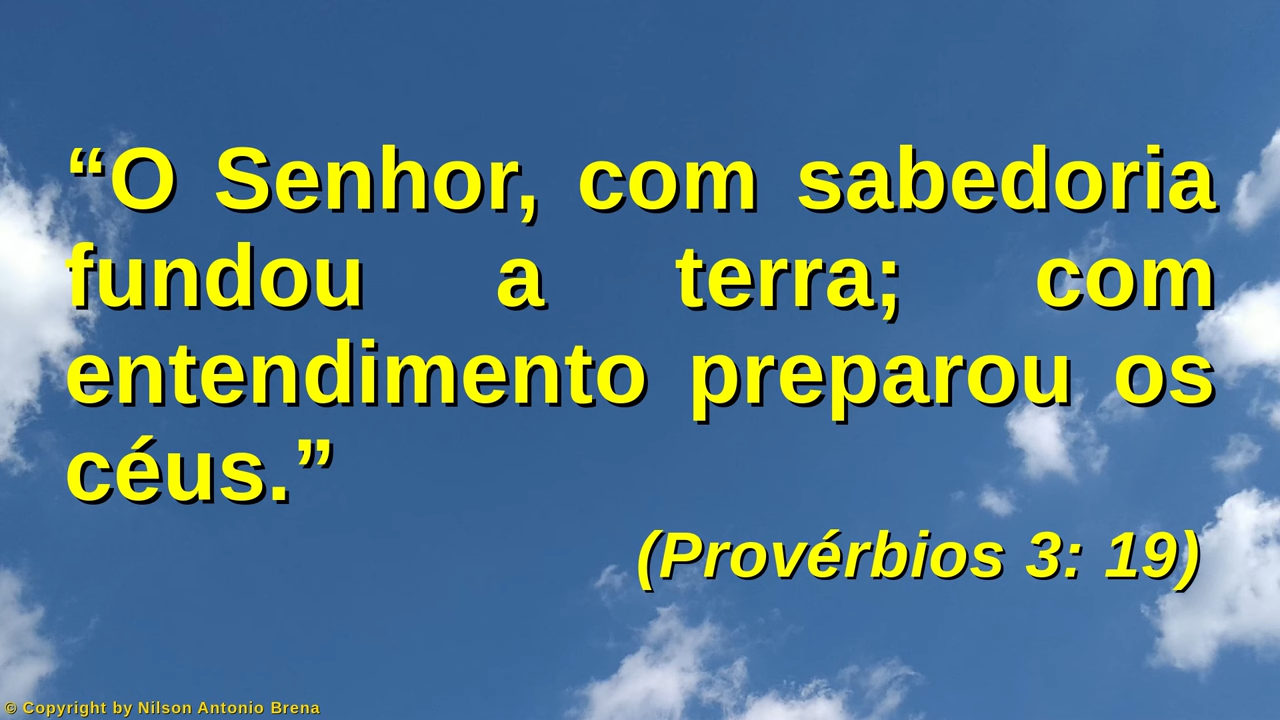 “O Senhor, com sabedoria
fundou a terra; com
entendimento preparou os
céus.”
(Provérbios 3: 19)
© Copyright by Nilson Antonio Brena